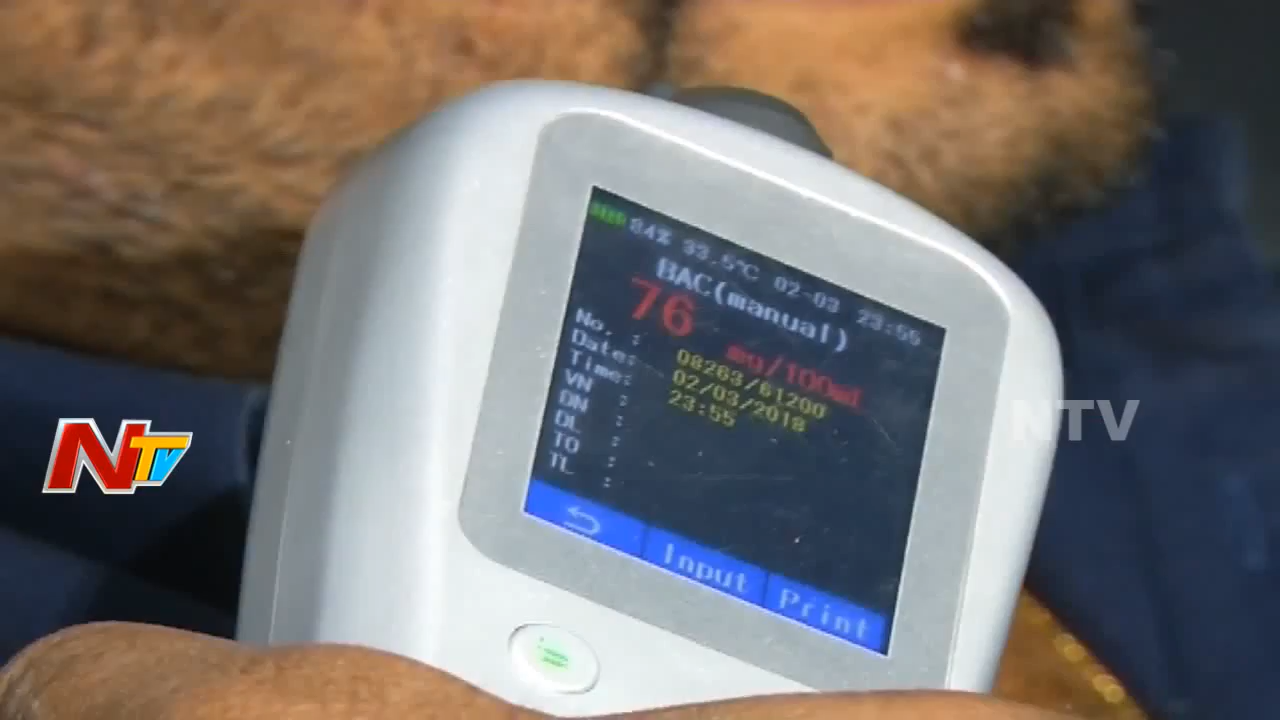 84% 33.5°C 02-03 23:55
BAC(manual)
76 mg/100ml
No. : 08263/61200
Date: 02/03/2018
Time: 23:55
VN :
DN :
DL :
TO :
TL :
Input Print
NTV
NTV